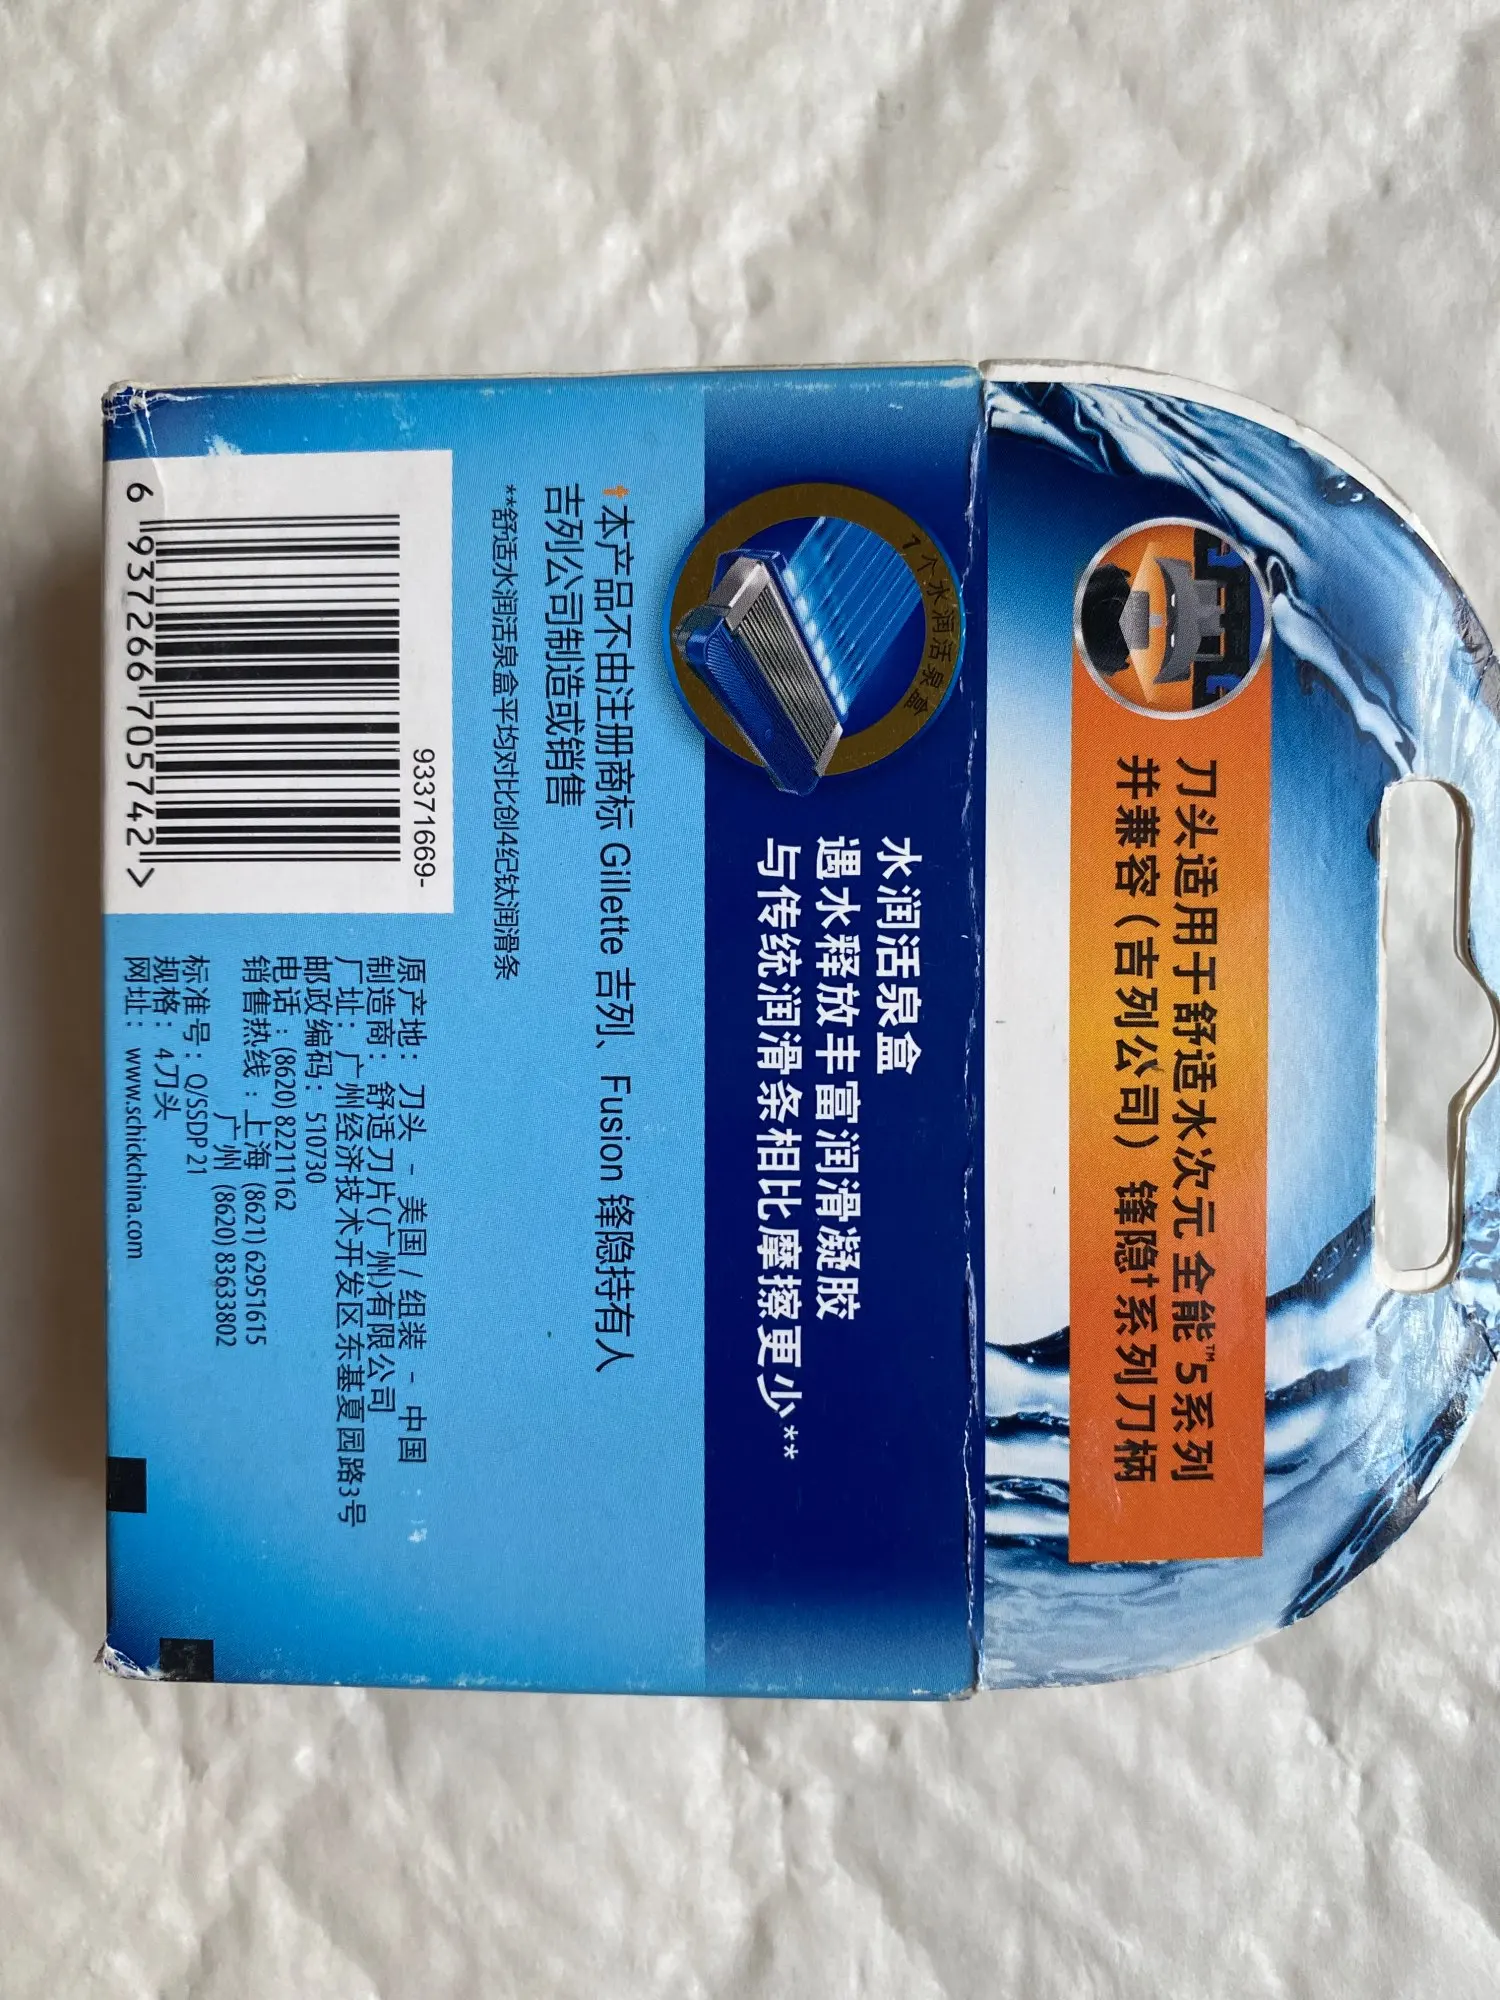 刀头适用于舒适水次元 全能™5系列
并兼容（吉列公司）锋隐†系列刀柄
1个水润活泉盒
水润活泉盒
遇水释放丰富润滑凝胶
与传统润滑条相比摩擦更少**
†本产品不由注册商标 Gillette 吉列、Fusion 锋隐持有人
吉列公司制造或销售
**舒适水润活泉盒平均对比创4纪钛润滑条
93371669-
6 937266 705742 >
原产地： 刀头 - 美国 / 组装 - 中国
制造商：舒适刀片(广州)有限公司
厂址：广州经济技术开发区东基夏园路3号
邮政编码：510730
电话：(8620) 82211162
销售热线：上海 (8621) 62951615
广州 (8620) 83633802
标准号：Q/SSDP 21
规格：4刀头
网址：www.schickchina.com